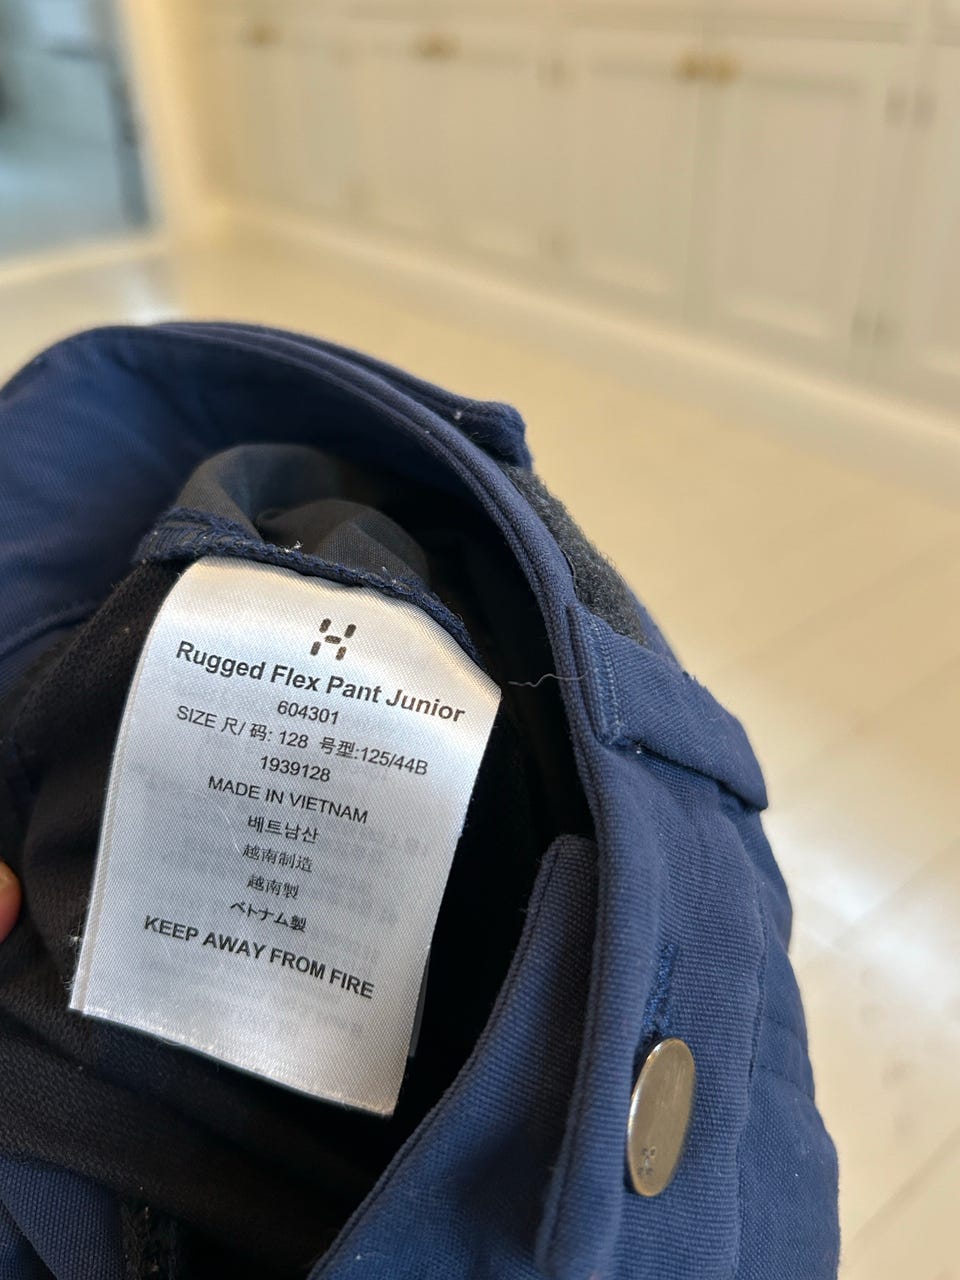 Rugged Flex Pant Junior
604301
SIZE 尺/ 码: 128 号型:125/44B
1939128
MADE IN VIETNAM
베트남산
越南制造
越南製
ベトナム製
KEEP AWAY FROM FIRE